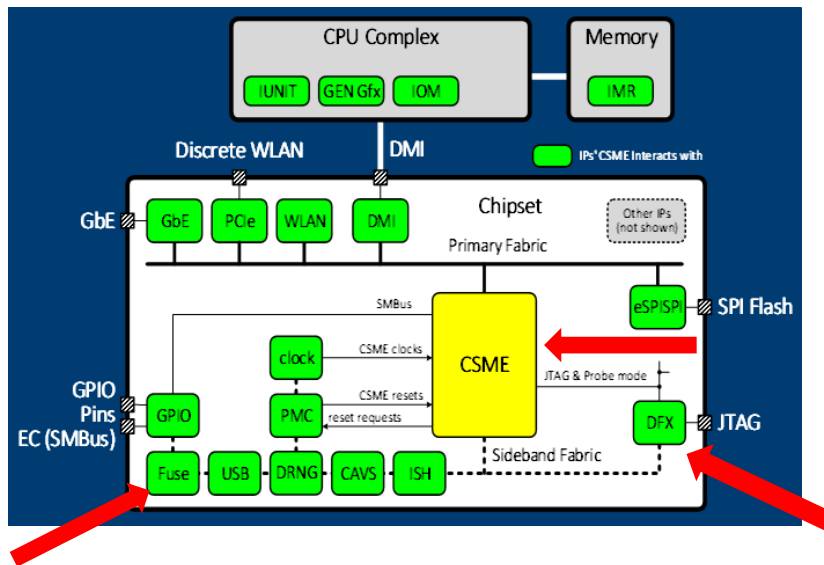 CPU Complex
Memory
IUNIT
GEN Gfx
IOM
IMR
Discrete WLAN
DMI
IPs'CSME Interacts with
GbE
GbE
PCIe
WLAN
DMI
Chipset
Other IPs
(not shown)
Primary Fabric
SMBus
eSPISPI
SPI Flash
clock
CSME clocks
CSME
JTAG & Probe mode
GPIO
Pins
EC (SMBus)
GPIO
PMC
CSME resets
reset requests
DFX
JTAG
Sideband Fabric
Fuse
USB
DRNG
CAVS
ISH